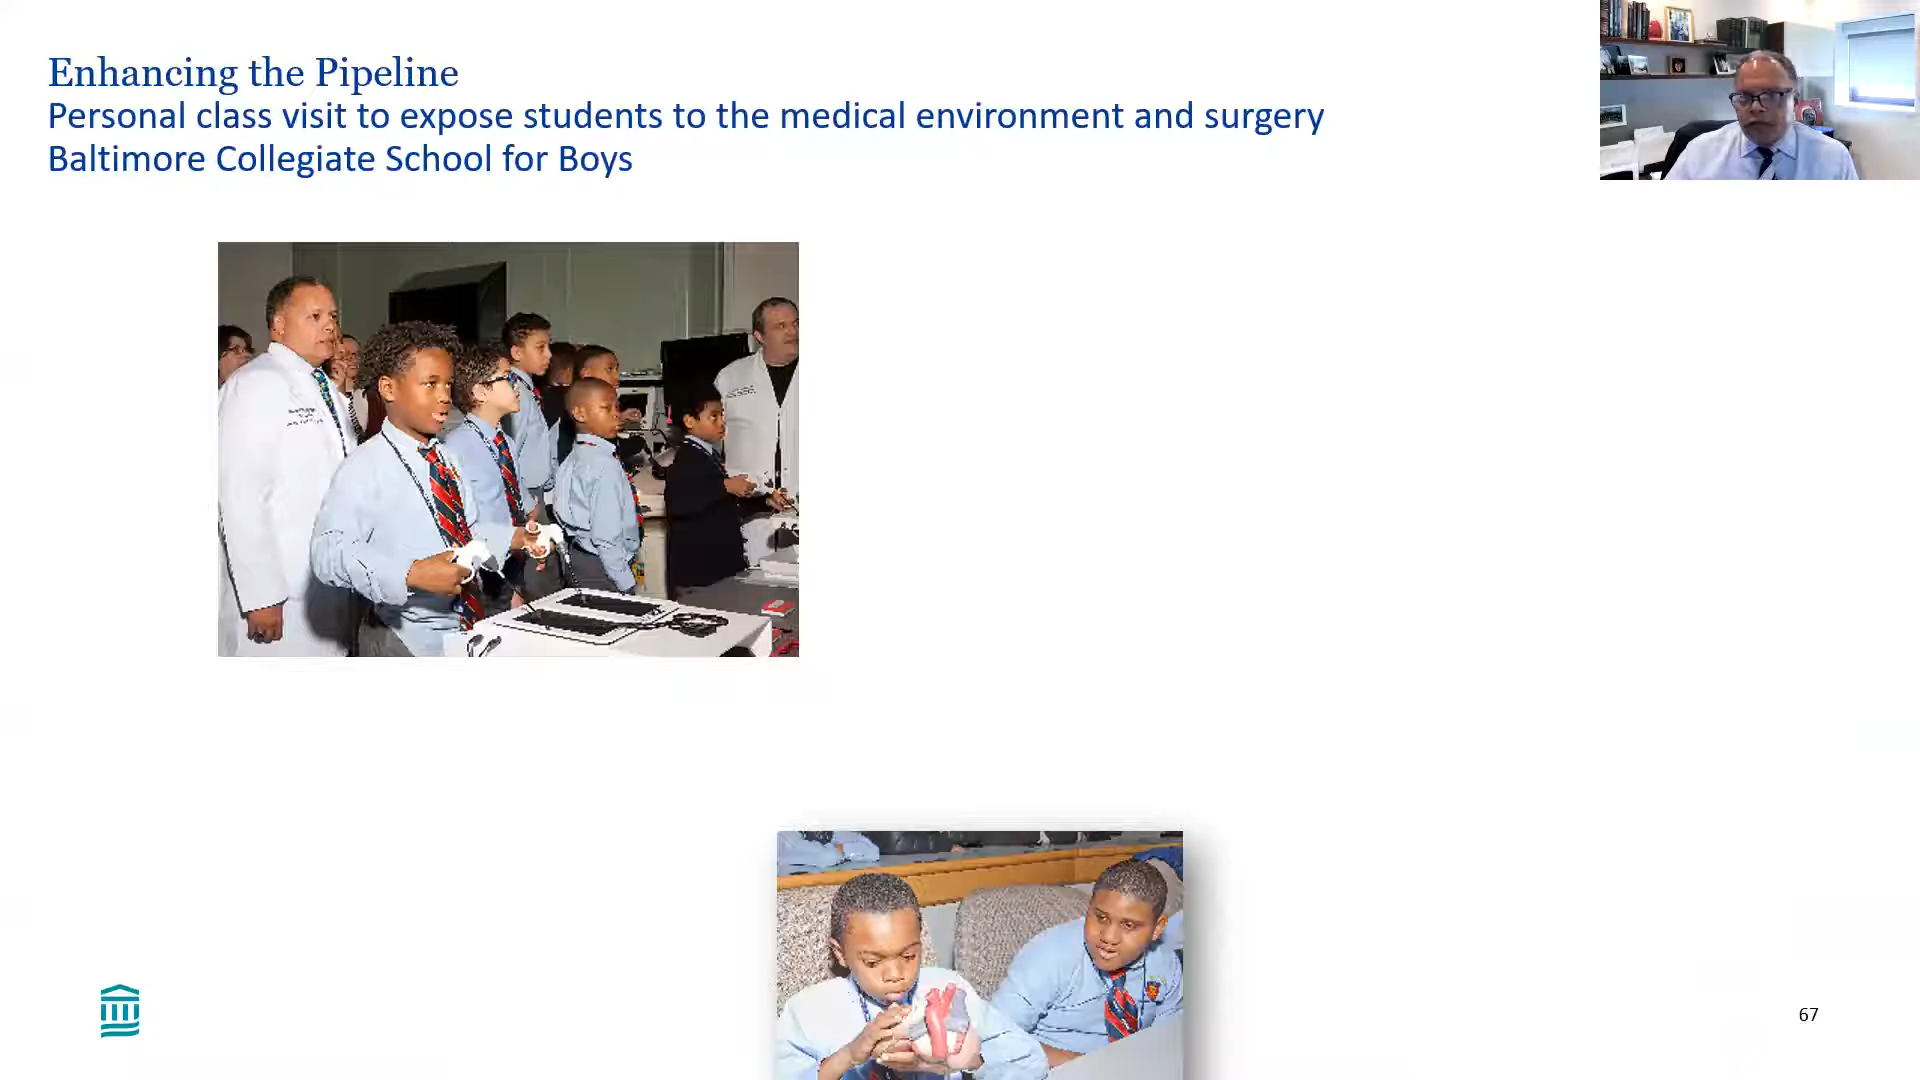 Enhancing the Pipeline
Personal class visit to expose students to the medical environment and surgery
Baltimore Collegiate School for Boys
67